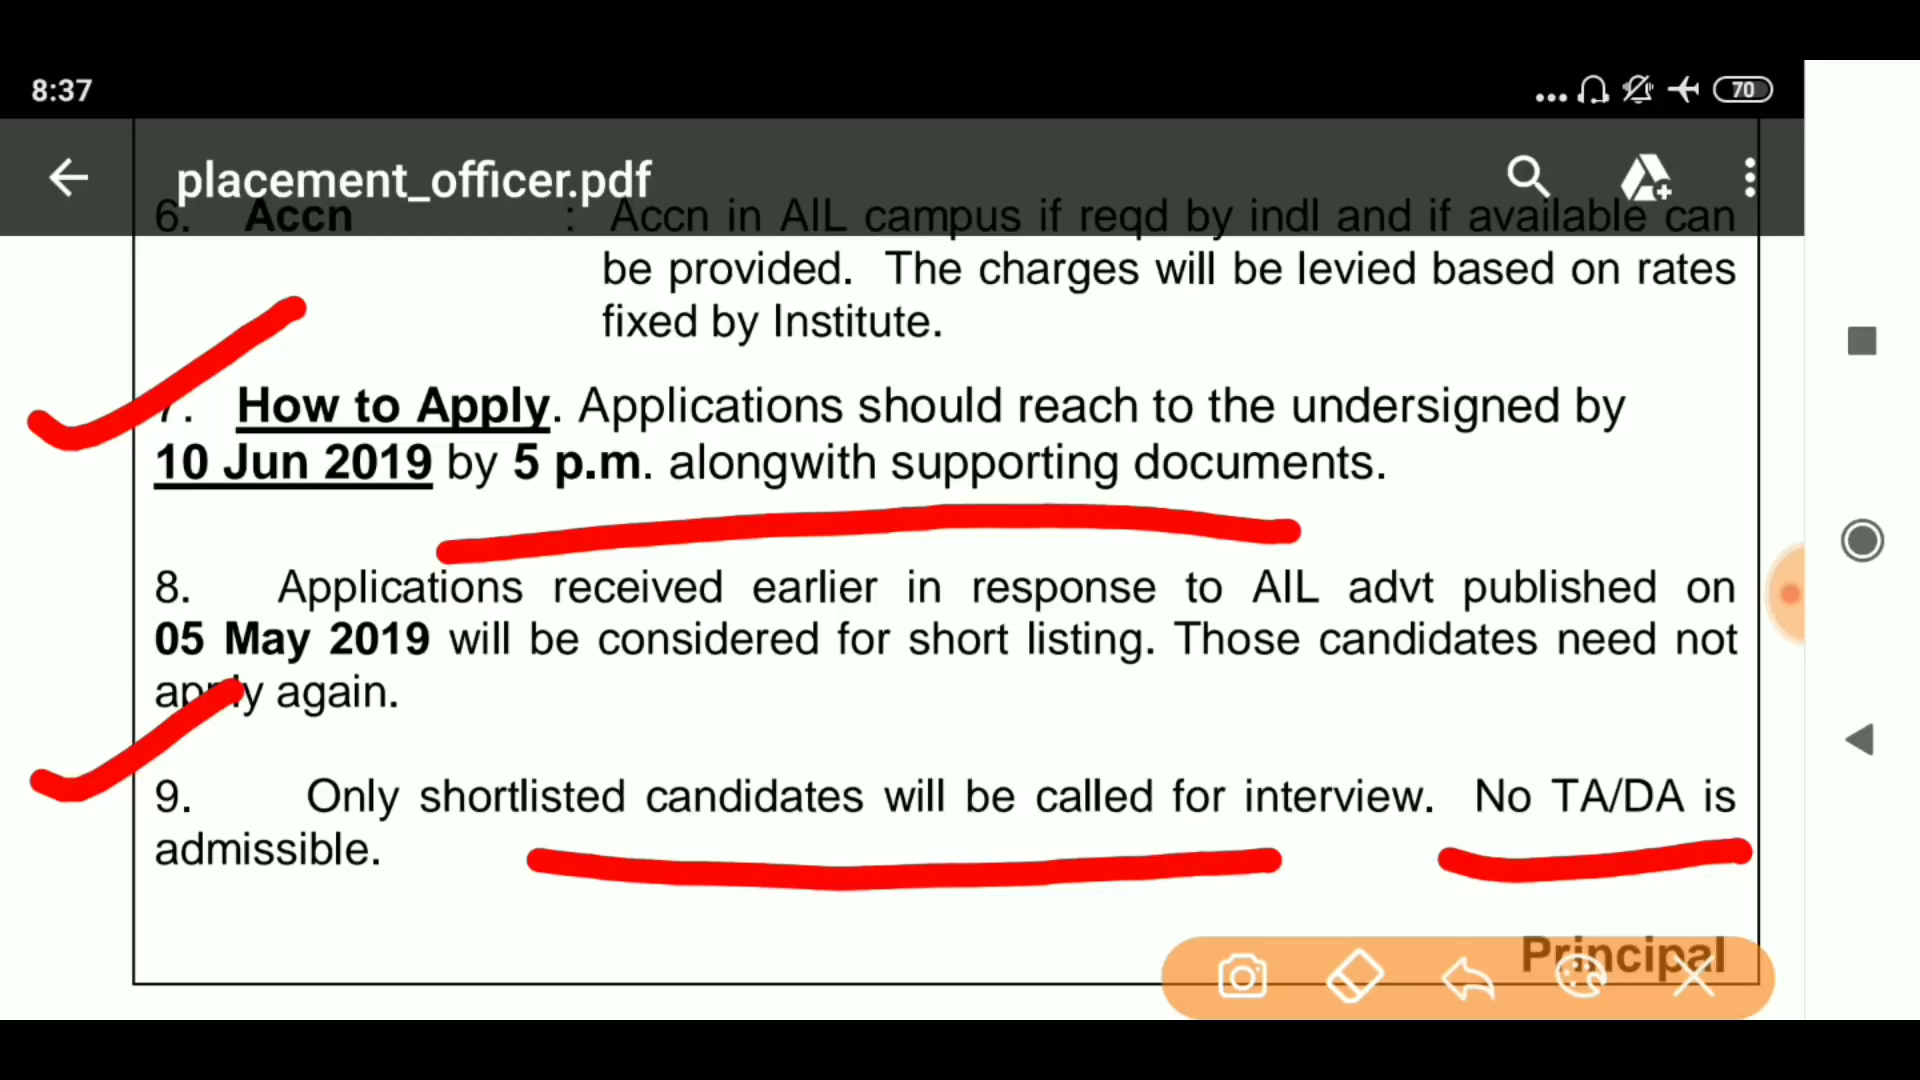 8:37
70
placement_officer.pdf
6. Accn : Accn in AIL campus if reqd by indl and if available can
be provided. The charges will be levied based on rates
fixed by Institute.
7. How to Apply. Applications should reach to the undersigned by
10 Jun 2019 by 5 p.m. alongwith supporting documents.
8. Applications received earlier in response to AIL advt published on
05 May 2019 will be considered for short listing. Those candidates need not
apply again.
9. Only shortlisted candidates will be called for interview. No TA/DA is
admissible.
Principal